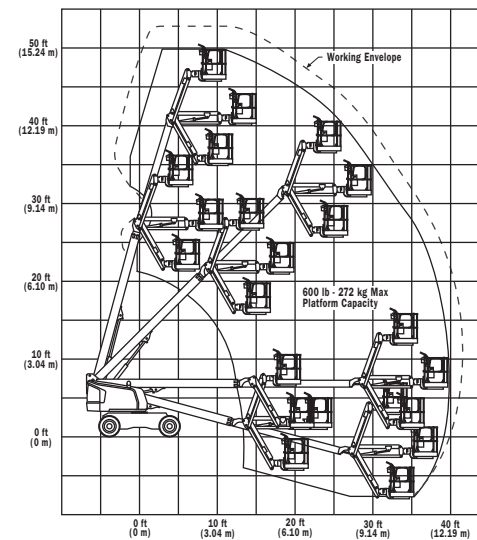 50 ft
(15.24 m)
Working Envelope
40 ft
(12.19 m)
30 ft
(9.14 m)
20 ft
(6.10 m)
600 lb - 272 kg Max
Platform Capacity
10 ft
(3.04 m)
0 ft
(0 m)
0 ft
(0 m)
10 ft
(3.04 m)
20 ft
(6.10 m)
30 ft
(9.14 m)
40 ft
(12.19 m)